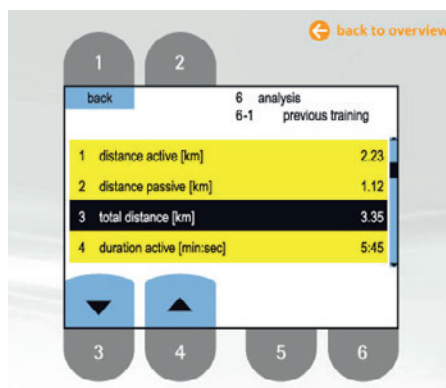 back to overview
1 2
back 6 analysis
6-1 previous training
1 distance active [km] 2.23
2 distance passive [km] 1.12
3 total distance [km] 3.35
4 duration active [min:sec] 5:45
3 4 5 6